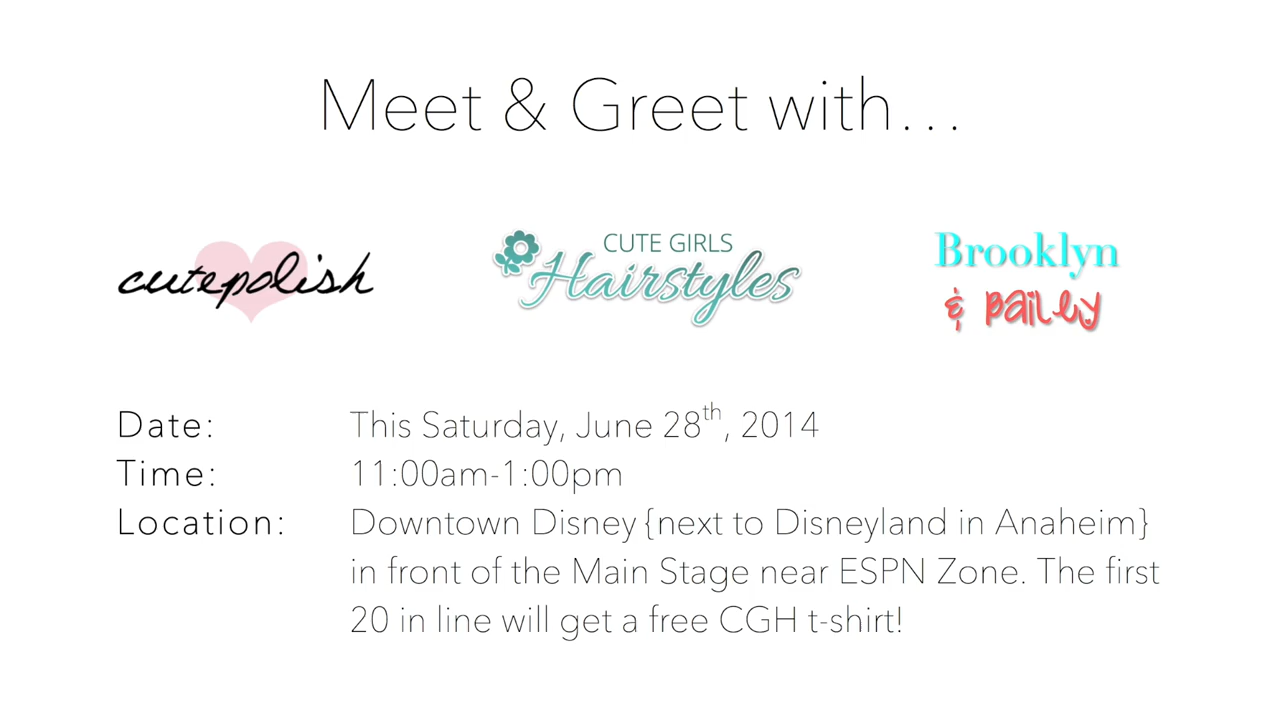 Meet & Greet with...
cutepolish
CUTE GIRLS
Hairstyles
Brooklyn
& Bailey
Date: This Saturday, June 28th, 2014
Time: 11:00am-1:00pm
Location: Downtown Disney {next to Disneyland in Anaheim}
in front of the Main Stage near ESPN Zone. The first
20 in line will get a free CGH t-shirt!